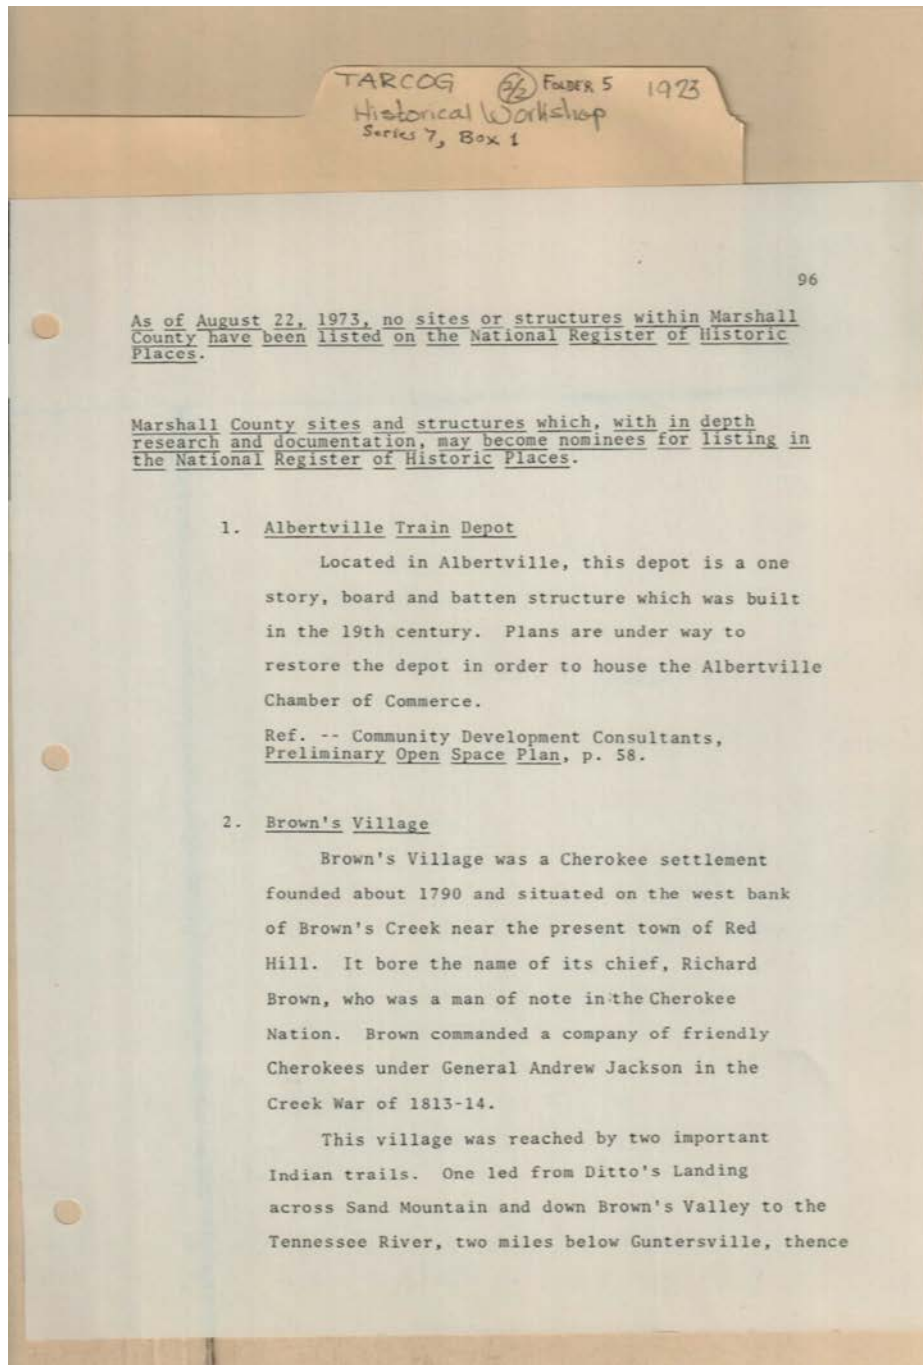 TARCOG 2/2 FOLDER 5 1973
Historical Workshop
Series 7, Box 1
96
As of August 22, 1973, no sites or structures within Marshall
County have been listed on the National Register of Historic
Places.
Marshall County sites and structures which, with in depth
research and documentation, may become nominees for listing in
the National Register of Historic Places.
1. Albertville Train Depot
Located in Albertville, this depot is a one
story, board and batten structure which was built
in the 19th century. Plans are under way to
restore the depot in order to house the Albertville
Chamber of Commerce.
Ref. -- Community Development Consultants,
Preliminary Open Space Plan, p. 58.
2. Brown's Village
Brown's Village was a Cherokee settlement
founded about 1790 and situated on the west bank
of Brown's Creek near the present town of Red
Hill. It bore the name of its chief, Richard
Brown, who was a man of note in the Cherokee
Nation. Brown commanded a company of friendly
Cherokees under General Andrew Jackson in the
Creek War of 1813-14.
This village was reached by two important
Indian trails. One led from Ditto's Landing
across Sand Mountain and down Brown's Valley to the
Tennessee River, two miles below Guntersville, thence